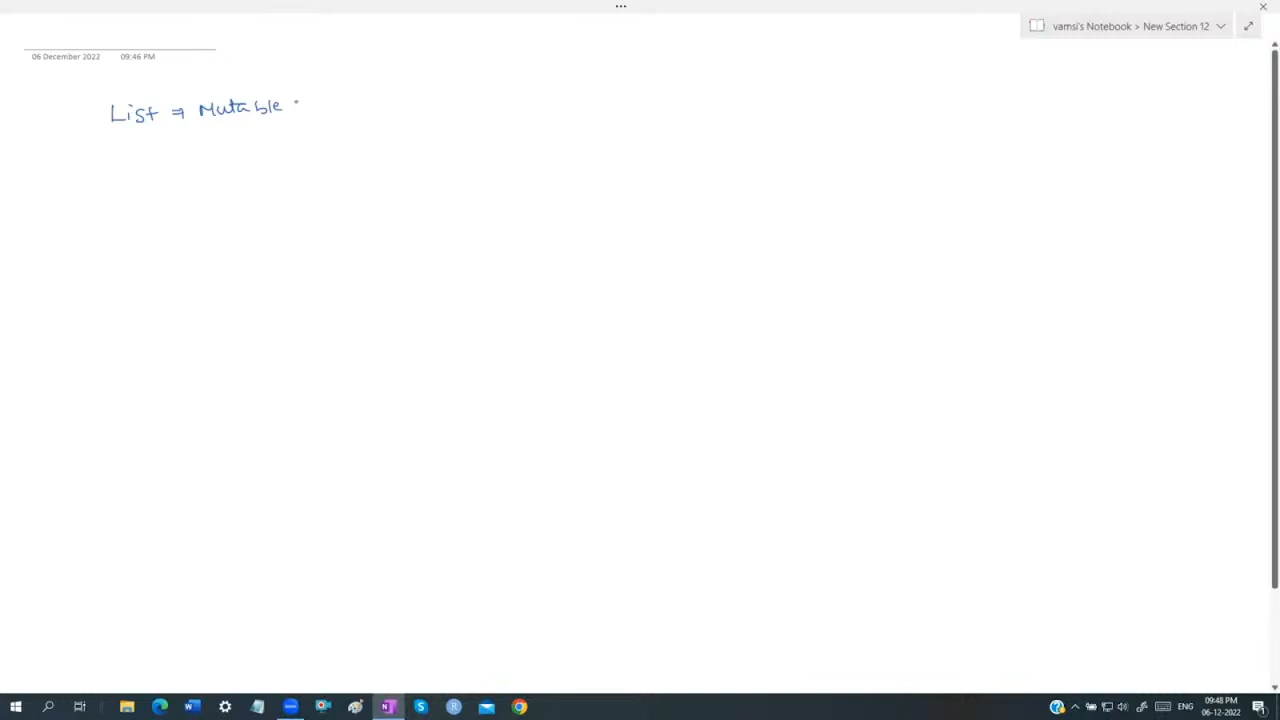 vamsi's Notebook > New Section 12
06 December 2022 09:46 PM
List ⇒ Mutable
ENG
09:48 PM
06-12-2022